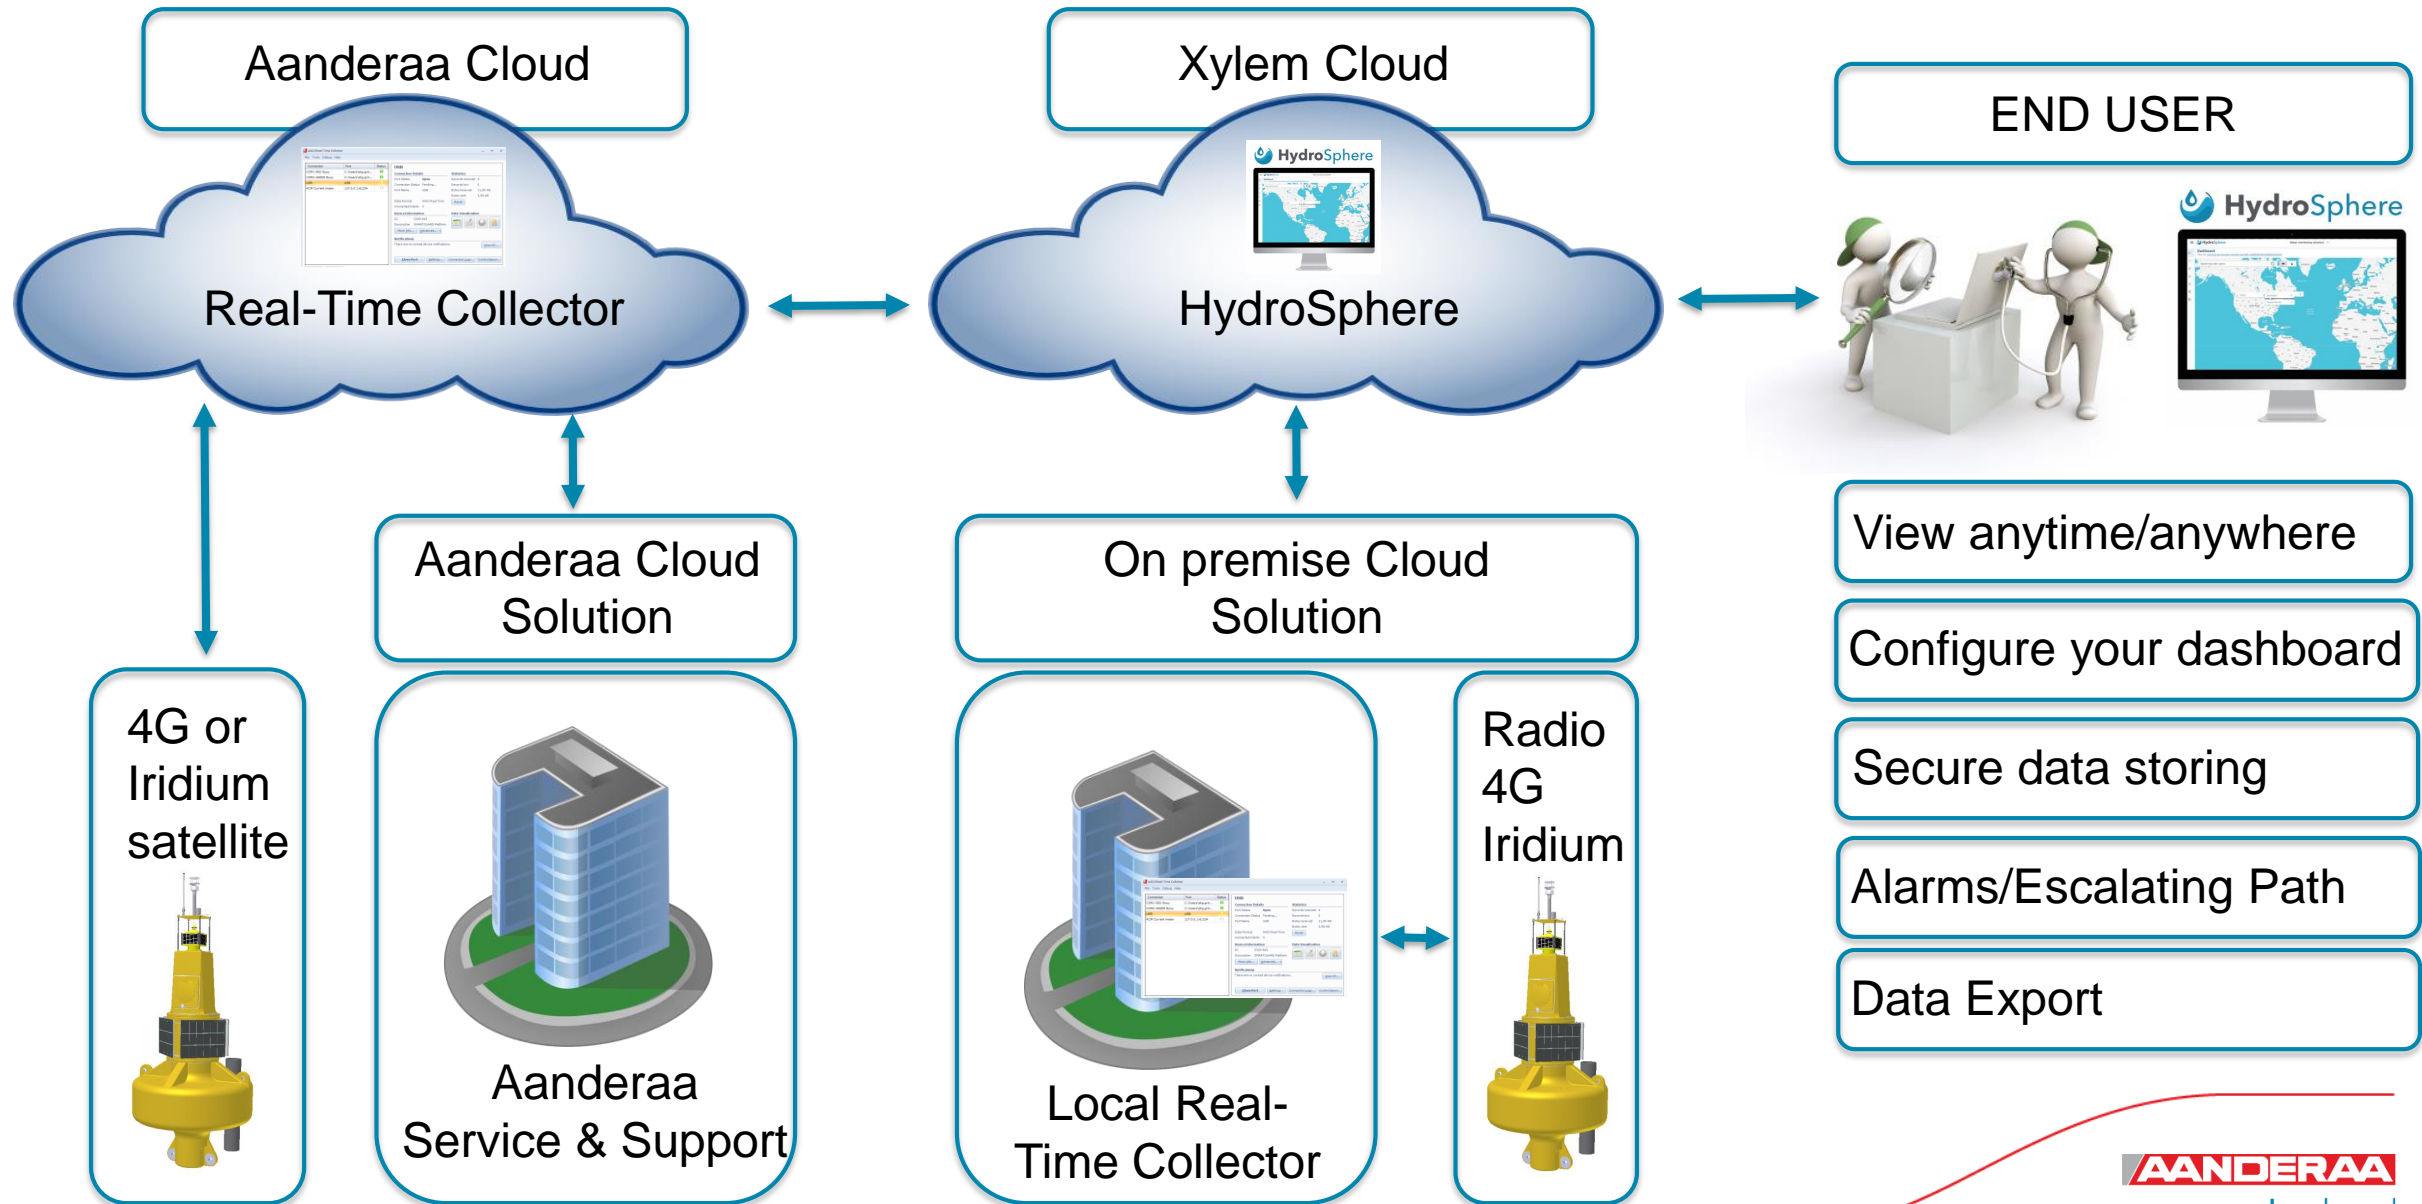 Aanderaa Cloud
Real-Time Collector
Xylem Cloud
HydroSphere
HydroSphere
END USER
HydroSphere
Aanderaa Cloud
Solution
On premise Cloud
Solution
4G or
Iridium
satellite
Aanderaa
Service & Support
Local Real-
Time Collector
Radio
4G
Iridium
View anytime/anywhere
Configure your dashboard
Secure data storing
Alarms/Escalating Path
Data Export
AANDERAA